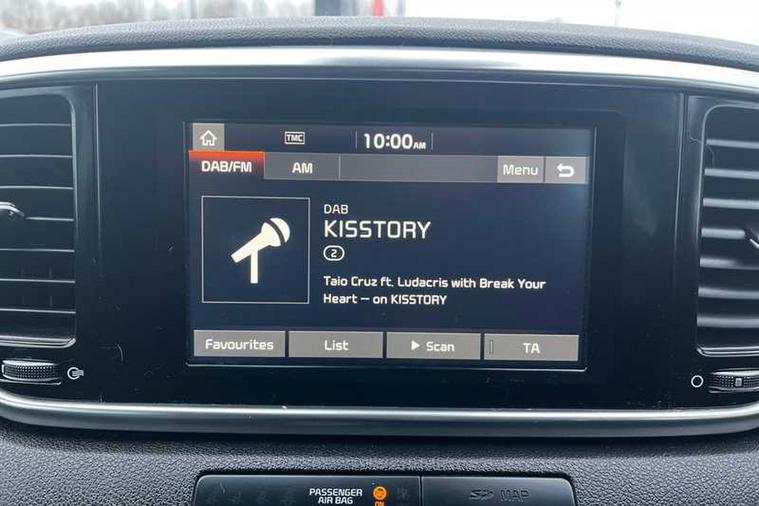 TMC
10:00AM
DAB/FM AM Menu
DAB
KISSTORY
2
Taio Cruz ft. Ludacris with Break Your
Heart -- on KISSTORY
Favourites List Scan TA
PASSENGER
AIR BAG
ON
SD MAP